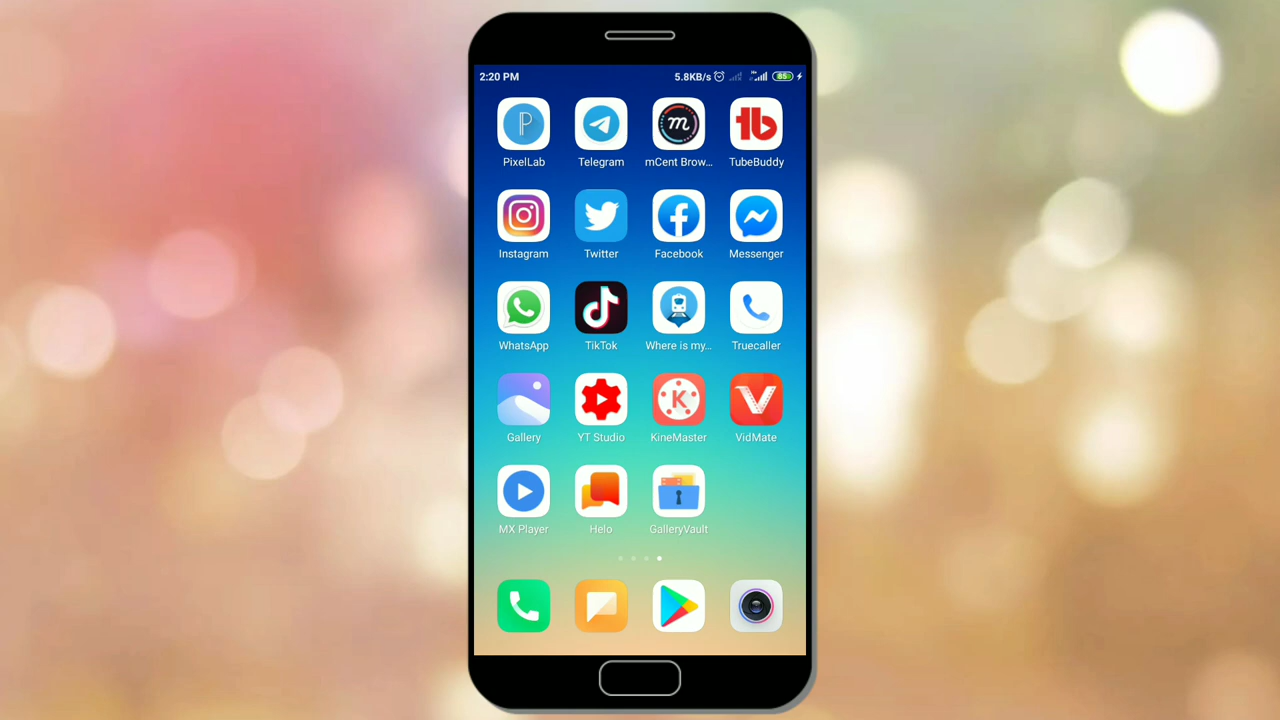 2:20 PM 5.8KB/s 85
PixelLab Telegram mCent Brow... TubeBuddy
Instagram Twitter Facebook Messenger
WhatsApp TikTok Where is my... Truecaller
Gallery YT Studio KineMaster VidMate
MX Player Helo GalleryVault